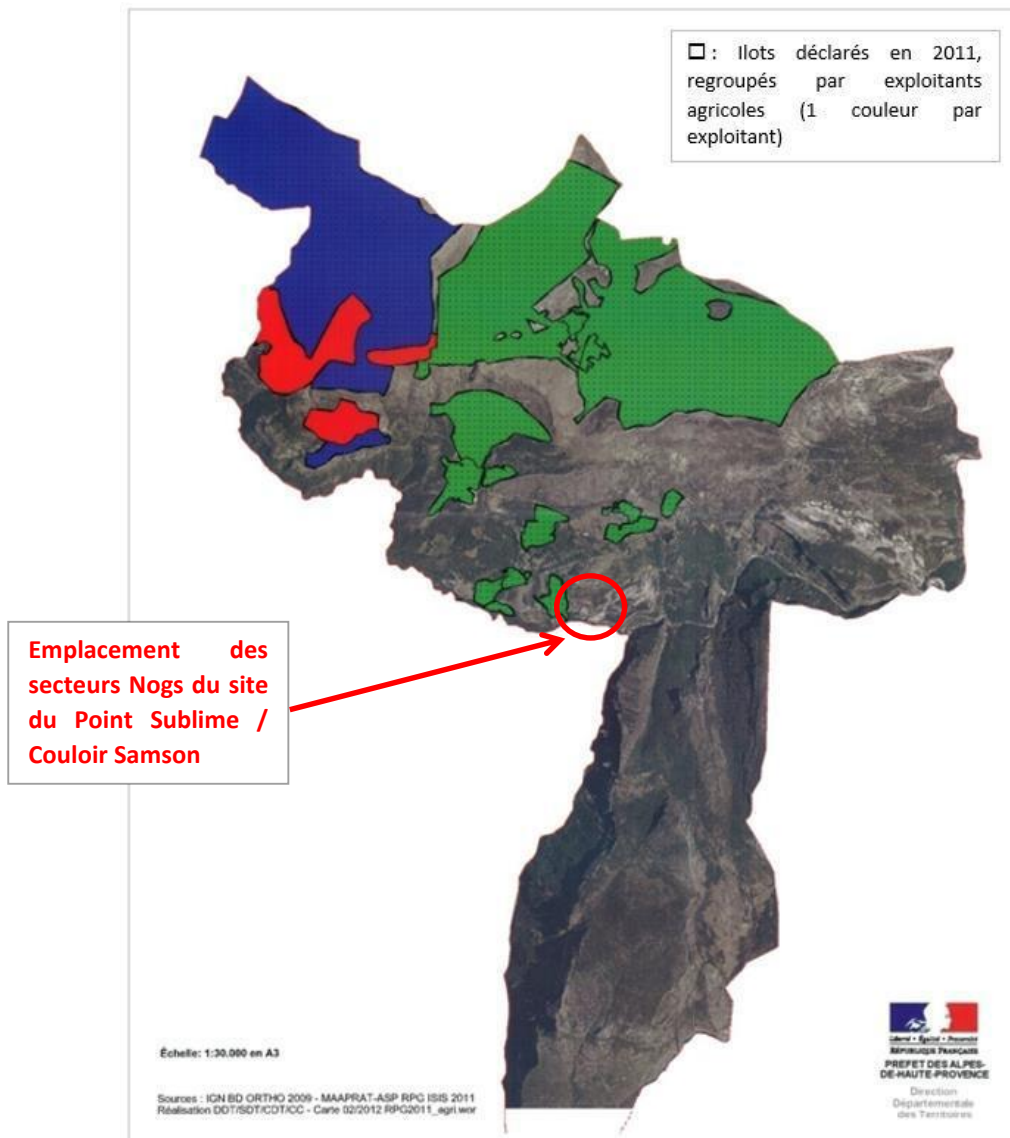 ☐ : Ilots déclarés en 2011,
regroupés par exploitants
agricoles (1 couleur par
exploitant)
Emplacement des
secteurs Nogs du site
du Point Sublime /
Couloir Samson
Échelle: 1:30.000 en A3
Sources : IGN BD ORTHO 2009 - MAAPRAT-ASP RPG ISIS 2011
Réalisation DDT/SDT/CDT/CC - Carte 02/2012 RPG2011_agri.wor
Liberté • Égalité • Fraternité
RÉPUBLIQUE FRANÇAISE
PREFET DES ALPES-
DE-HAUTE-PROVENCE
Direction
Départementale
des Territoires